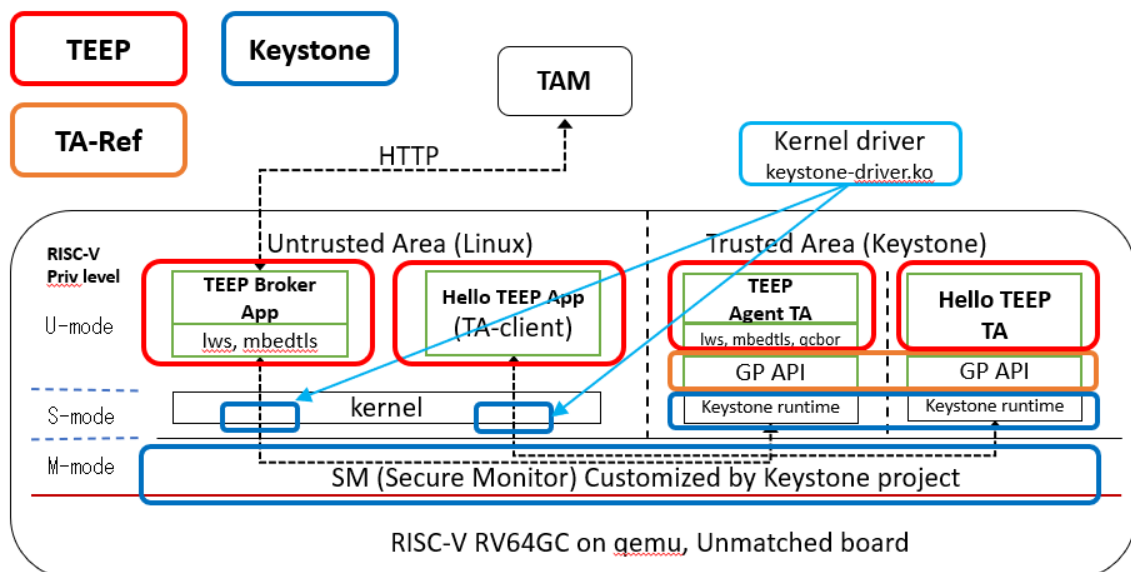 TEEP
Keystone
TA-Ref
TAM
HTTP
Kernel driver
keystone-driver.ko
RISC-V
Priv level
Untrusted Area (Linux)
Trusted Area (Keystone)
U-mode
TEEP Broker
App
lws, mbedtls
Hello TEEP App
(TA-client)
TEEP
Agent TA
lws, mbedtls, qcbor
Hello TEEP
TA
GP API
GP API
S-mode
kernel
Keystone runtime
Keystone runtime
M-mode
SM (Secure Monitor) Customized by Keystone project
RISC-V RV64GC on qemu, Unmatched board